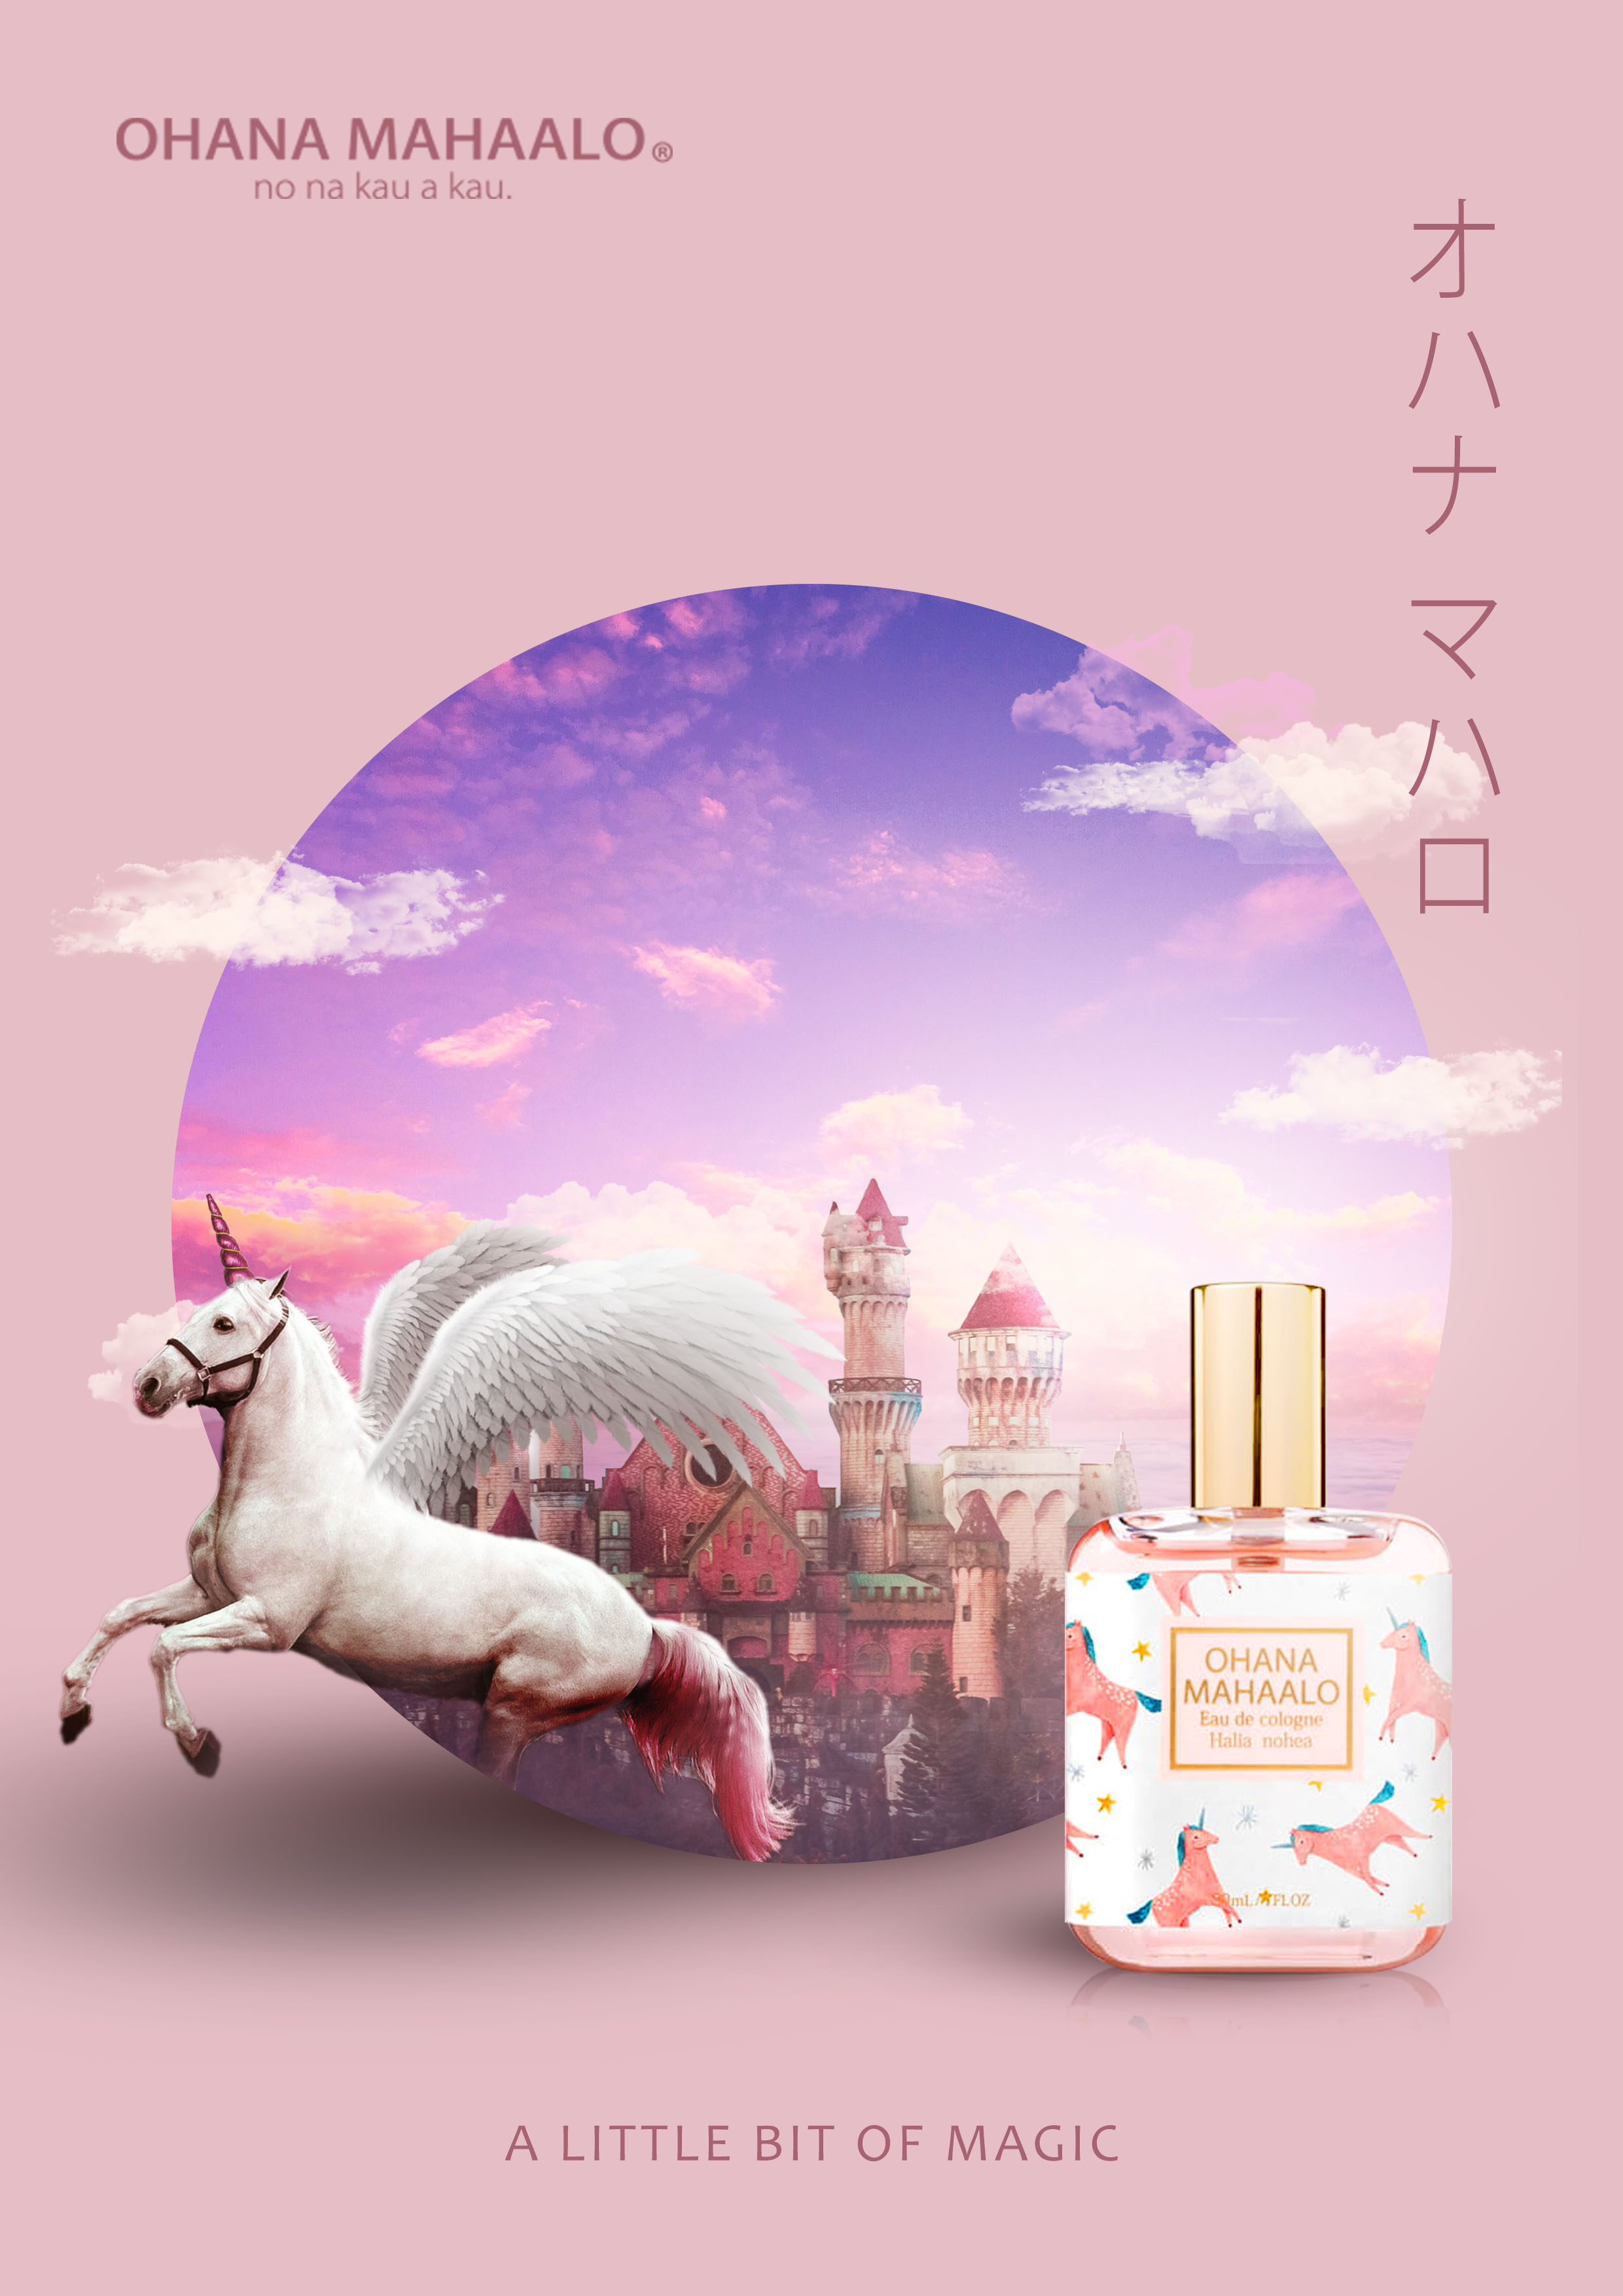 OHANA MAHAALO®
no na kau a kau.
オハナ マハロ
OHANA
MAHAALO
Eau de cologne
Halia nohea
FLOZ
A LITTLE BIT OF MAGIC